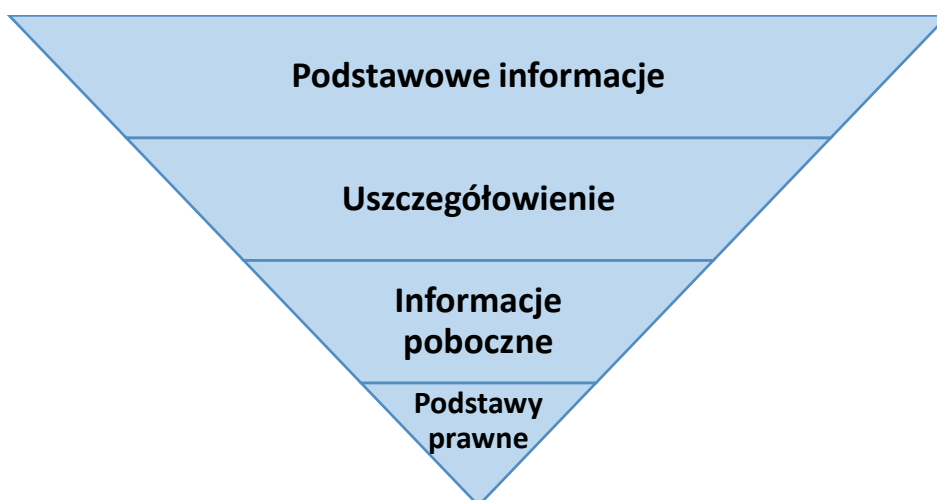 Podstawowe informacje
Uszczegółowienie
Informacje
poboczne
Podstawy
prawne